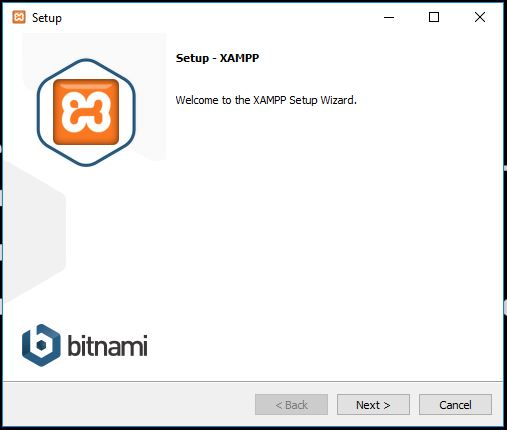 Setup
Setup - XAMPP
Welcome to the XAMPP Setup Wizard.
bitnami
< Back
Next >
Cancel